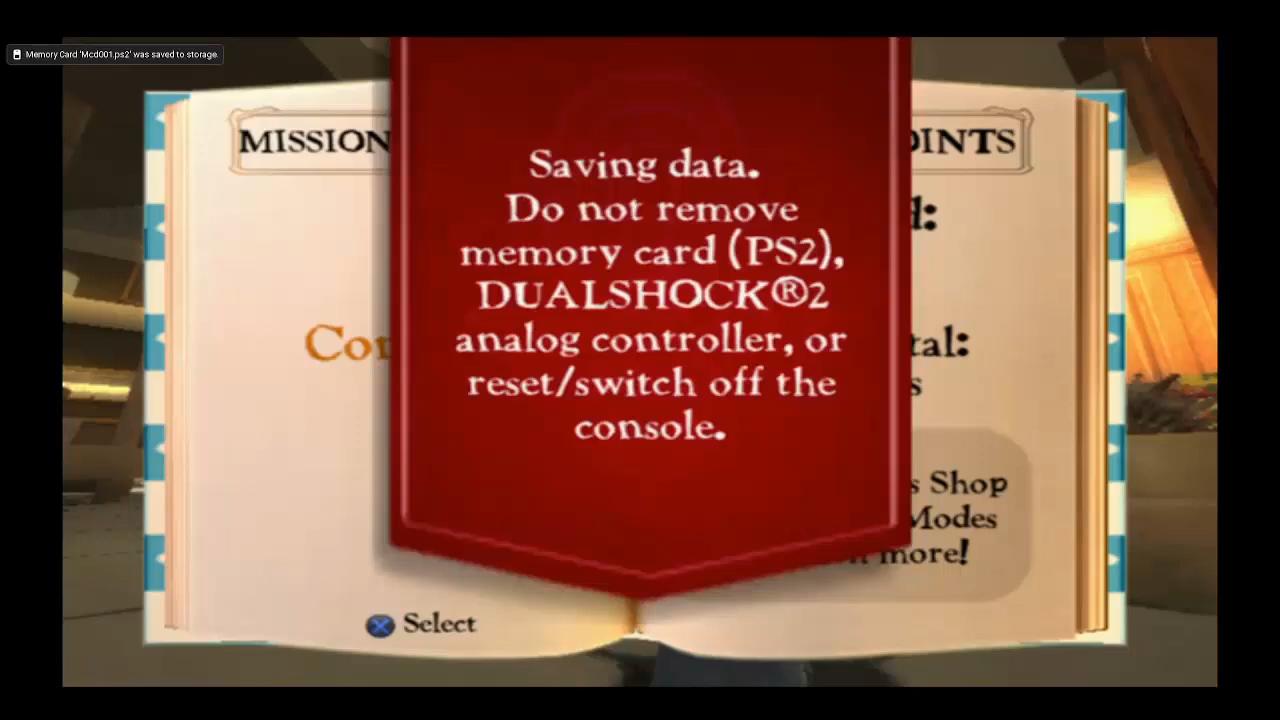 Memory Card 'Mcd001.ps2' was saved to storage.
MISSION
Saving data.
Do not remove
memory card (PS2),
DUALSHOCK®2
analog controller, or
reset/switch off the
console.
Shop
Modes
more!
Select